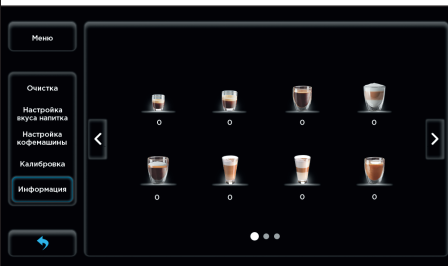 Меню
Очистка
Настройка
вкуса напитка
Настройка
кофемашины
Калибровка
Информация
0 0 0 0
0 0 0 0